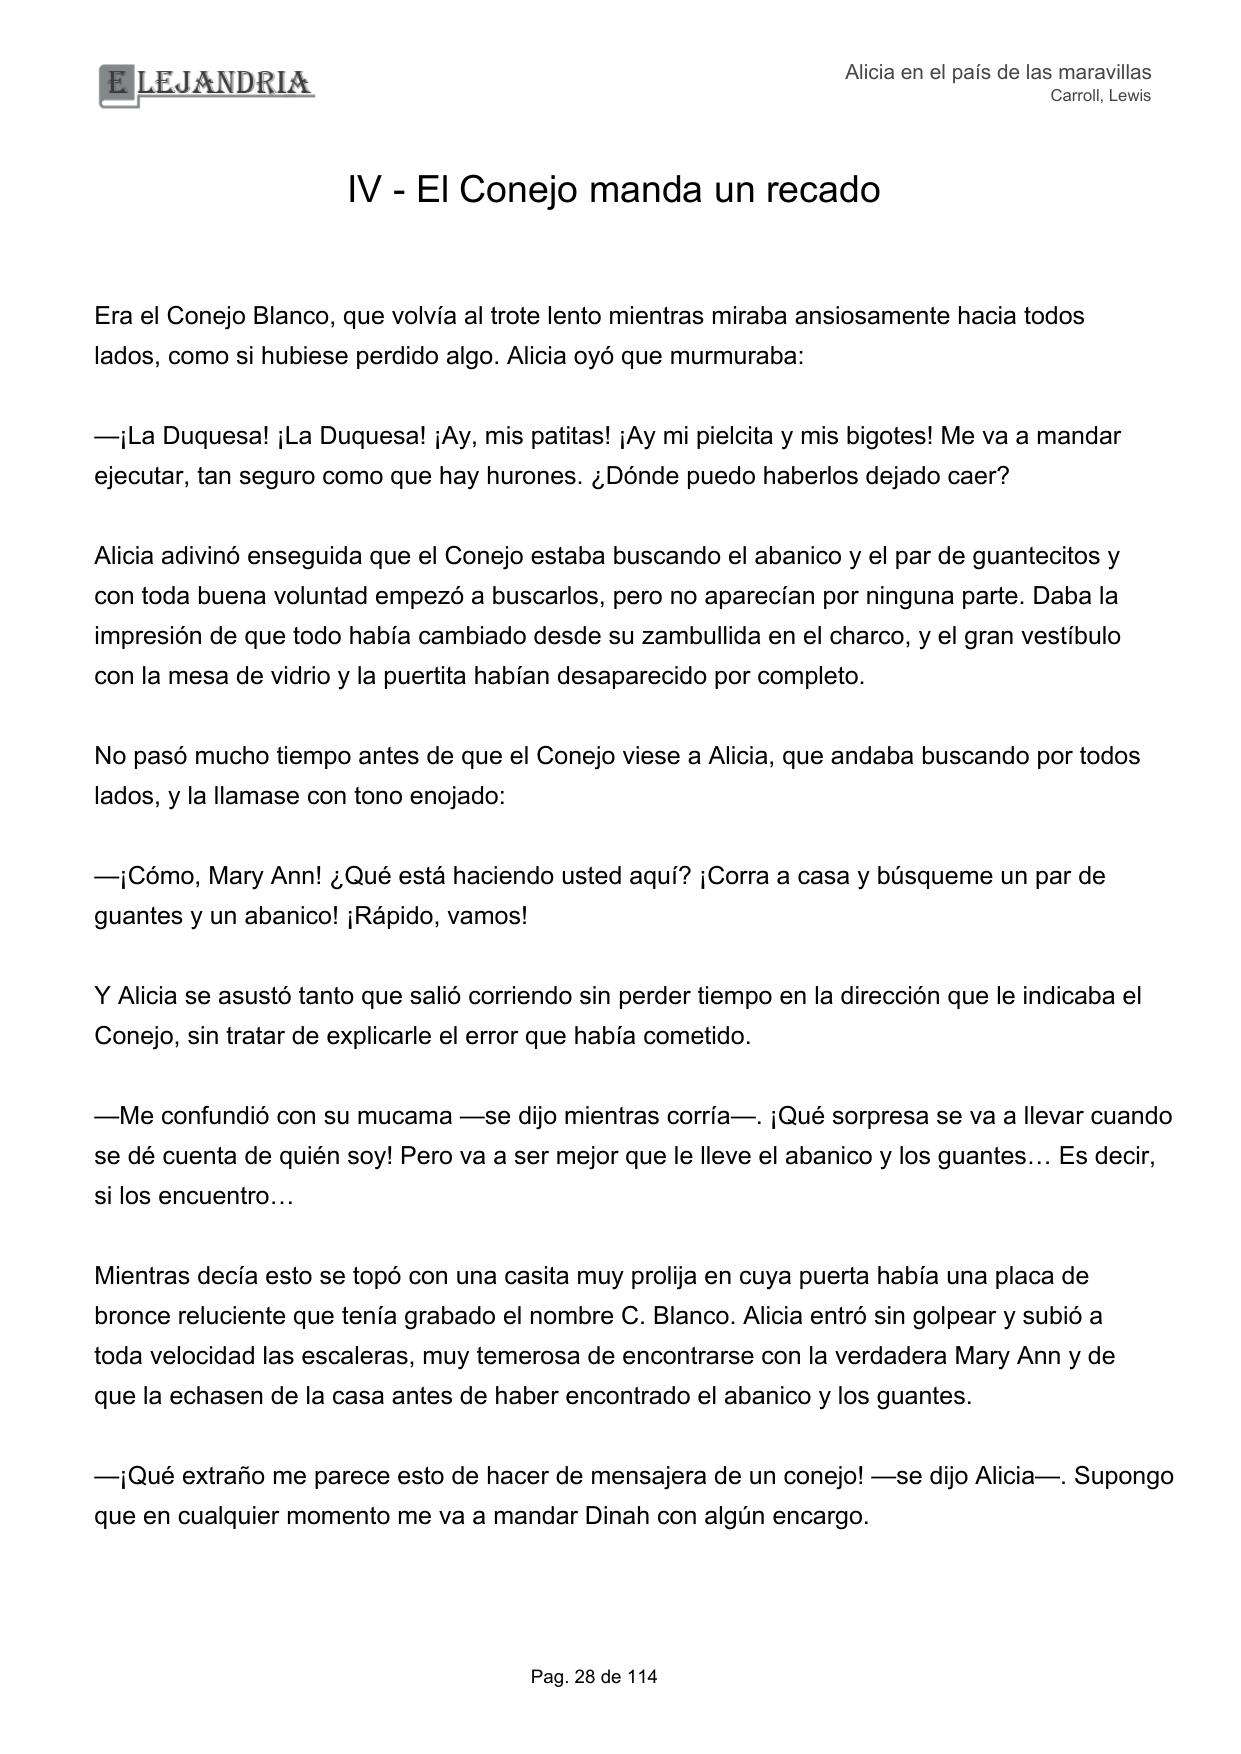 ELEJANDRIA
Alicia en el país de las maravillas
Carroll, Lewis
IV - El Conejo manda un recado
Era el Conejo Blanco, que volvía al trote lento mientras miraba ansiosamente hacia todos
lados, como si hubiese perdido algo. Alicia oyó que murmuraba:
—¡La Duquesa! ¡La Duquesa! ¡Ay, mis patitas! ¡Ay mi pielcita y mis bigotes! Me va a mandar
ejecutar, tan seguro como que hay hurones. ¿Dónde puedo haberlos dejado caer?
Alicia adivinó enseguida que el Conejo estaba buscando el abanico y el par de guantecitos y
con toda buena voluntad empezó a buscarlos, pero no aparecían por ninguna parte. Daba la
impresión de que todo había cambiado desde su zambullida en el charco, y el gran vestíbulo
con la mesa de vidrio y la puertita habían desaparecido por completo.
No pasó mucho tiempo antes de que el Conejo viese a Alicia, que andaba buscando por todos
lados, y la llamase con tono enojado:
—¡Cómo, Mary Ann! ¿Qué está haciendo usted aquí? ¡Corra a casa y búsqueme un par de
guantes y un abanico! ¡Rápido, vamos!
Y Alicia se asustó tanto que salió corriendo sin perder tiempo en la dirección que le indicaba el
Conejo, sin tratar de explicarle el error que había cometido.
—Me confundió con su mucama —se dijo mientras corría—. ¡Qué sorpresa se va a llevar cuando
se dé cuenta de quién soy! Pero va a ser mejor que le lleve el abanico y los guantes… Es decir,
si los encuentro…
Mientras decía esto se topó con una casita muy prolija en cuya puerta había una placa de
bronce reluciente que tenía grabado el nombre C. Blanco. Alicia entró sin golpear y subió a
toda velocidad las escaleras, muy temerosa de encontrarse con la verdadera Mary Ann y de
que la echasen de la casa antes de haber encontrado el abanico y los guantes.
—¡Qué extraño me parece esto de hacer de mensajera de un conejo! —se dijo Alicia—. Supongo
que en cualquier momento me va a mandar Dinah con algún encargo.
Pag. 28 de 114